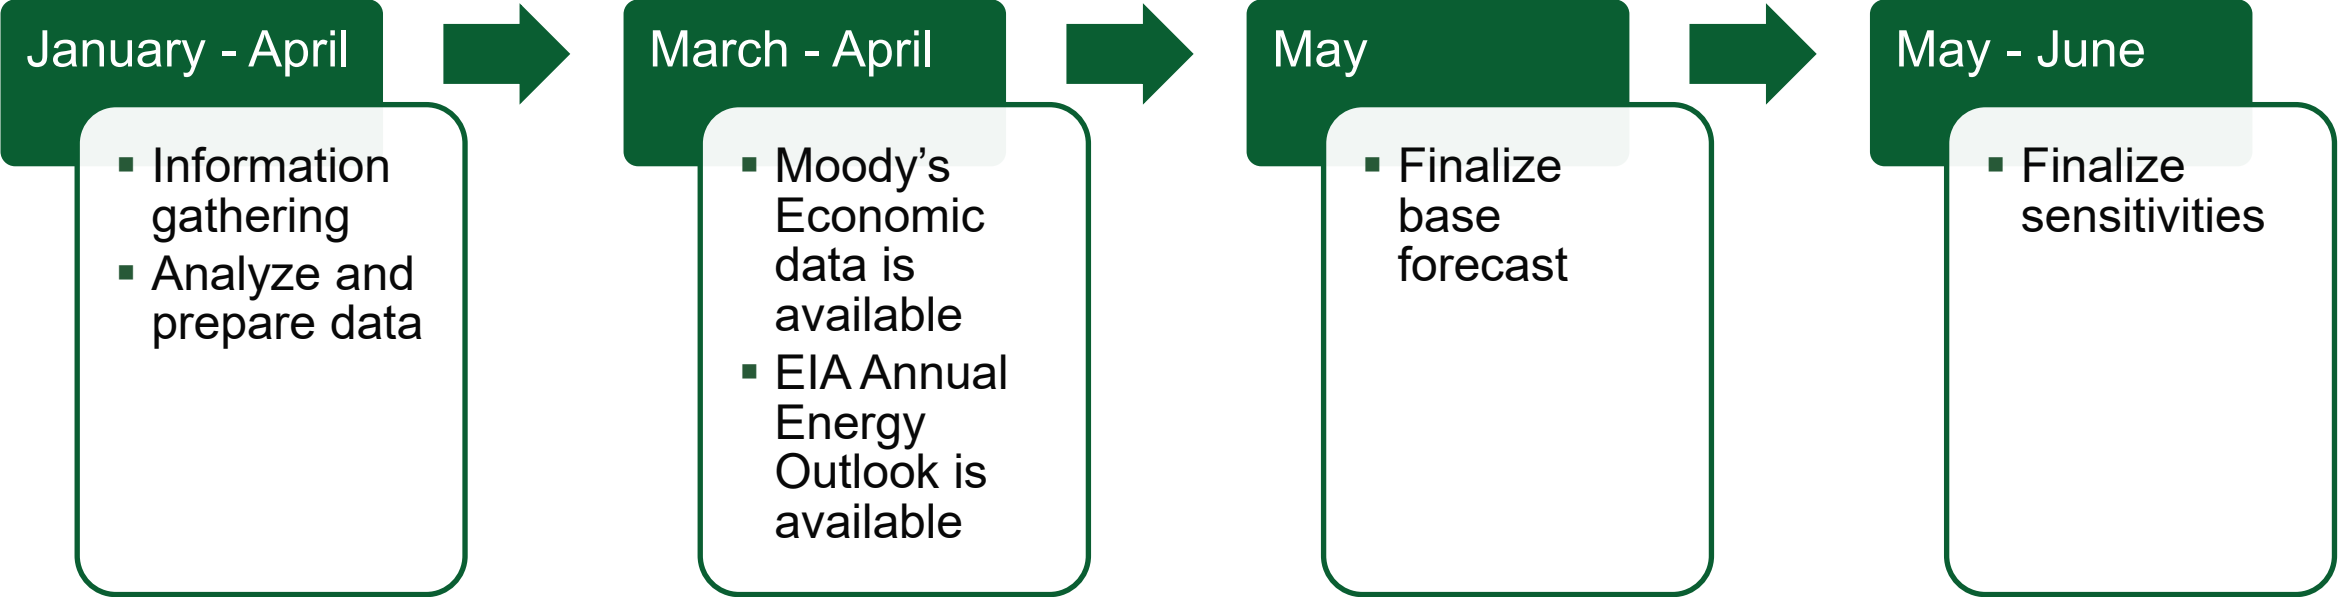 January - April
▪ Information
gathering
▪ Analyze and
prepare data
March - April
▪ Moody’s
Economic
data is
available
▪ EIA Annual
Energy
Outlook is
available
May
▪ Finalize
base
forecast
May - June
▪ Finalize
sensitivities